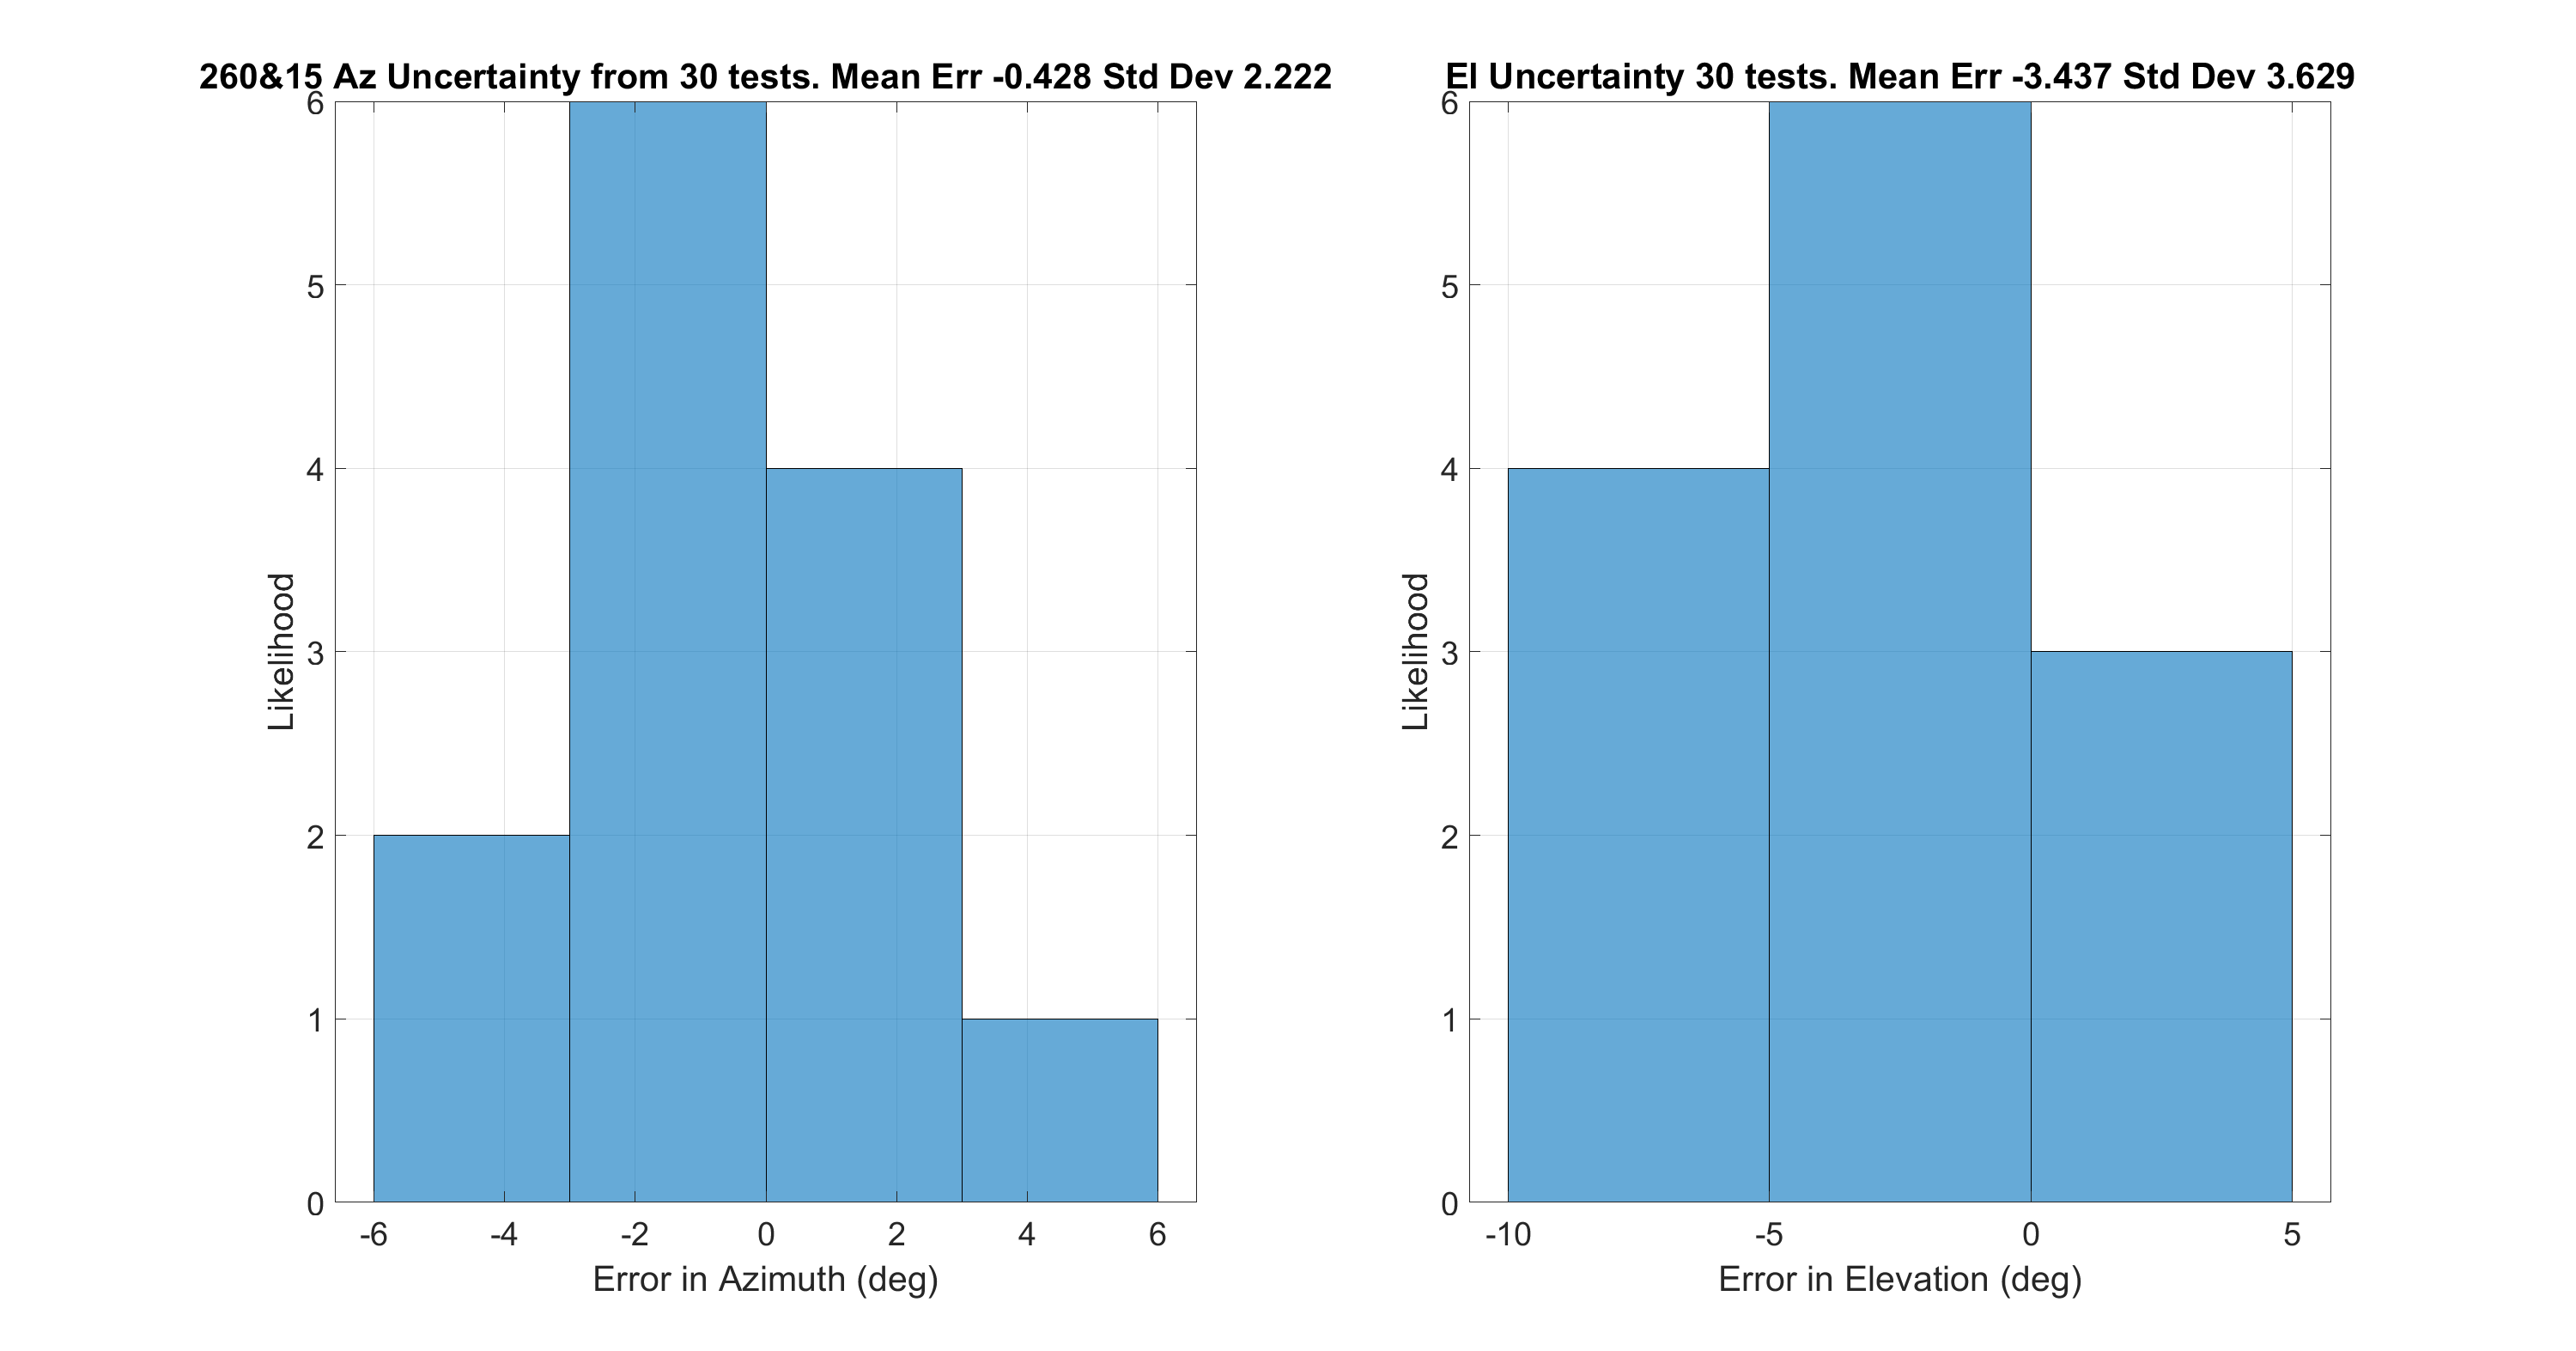 260&15 Az Uncertainty from 30 tests. Mean Err -0.428 Std Dev 2.222
6
5
4
3
2
1
0
Likelihood
-6 -4 -2 0 2 4 6
Error in Azimuth (deg)
El Uncertainty 30 tests. Mean Err -3.437 Std Dev 3.629
6
5
4
3
2
1
0
Likelihood
-10 -5 0 5
Error in Elevation (deg)